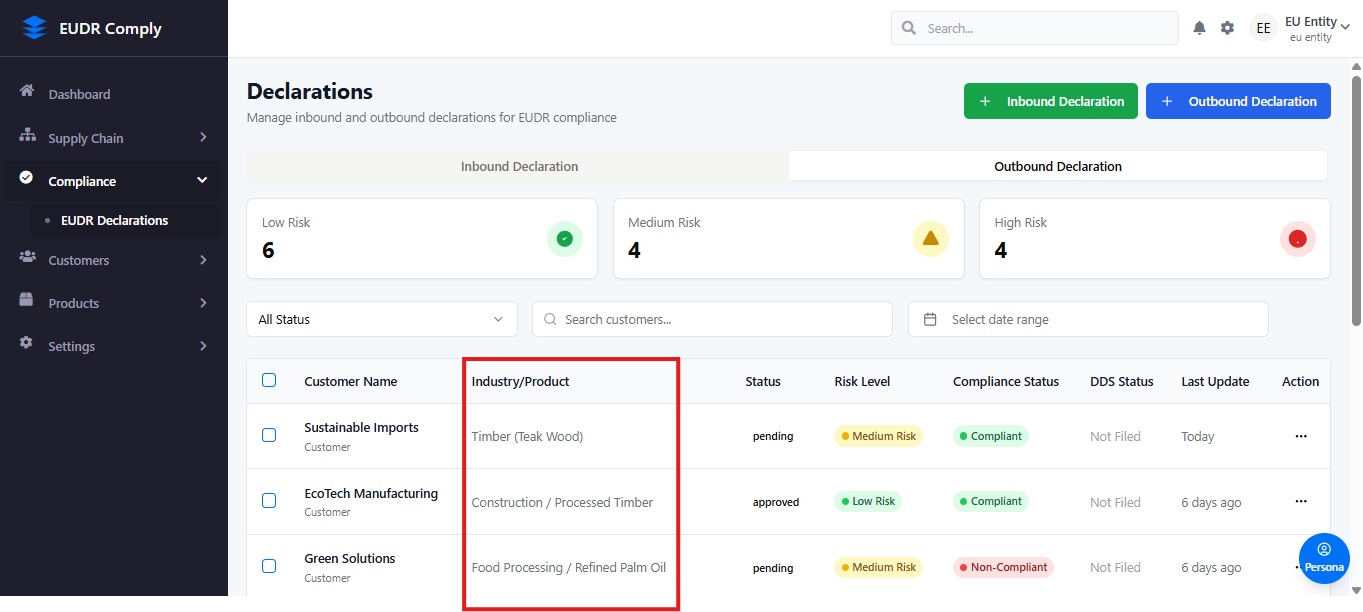 EUDR Comply
Search...
EE
EU Entity
eu entity
Dashboard
Supply Chain
Compliance
EUDR Declarations
Customers
Products
Settings
Declarations
Manage inbound and outbound declarations for EUDR compliance
+ Inbound Declaration
+ Outbound Declaration
Inbound Declaration
Outbound Declaration
Low Risk
6
Medium Risk
4
High Risk
4
All Status
Search customers...
Select date range
Customer Name Industry/Product Status Risk Level Compliance Status DDS Status Last Update Action
Sustainable Imports
Customer
Timber (Teak Wood) pending Medium Risk Compliant Not Filed Today ...
EcoTech Manufacturing
Customer
Construction / Processed Timber approved Low Risk Compliant Not Filed 6 days ago ...
Green Solutions
Customer
Food Processing / Refined Palm Oil pending Medium Risk Non-Compliant Not Filed 6 days ago
Persona